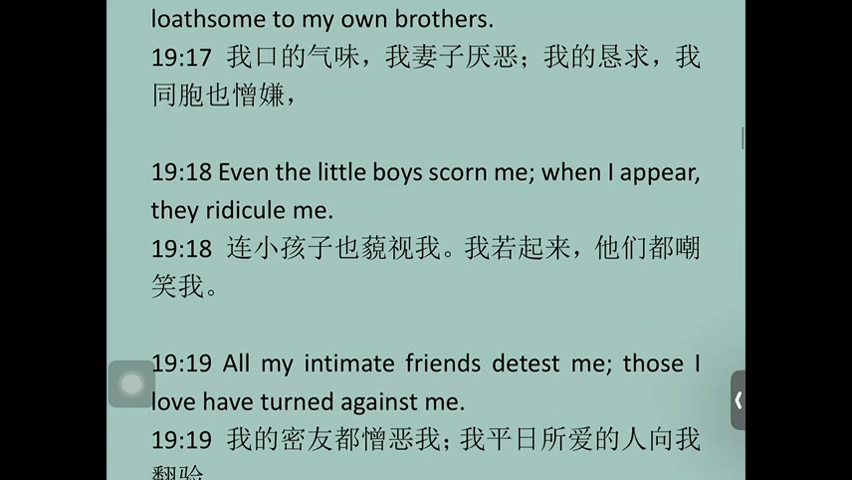 loathsome to my own brothers.
19:17 我口的气味，我妻子厌恶；我的恳求，我
同胞也憎嫌，
19:18 Even the little boys scorn me; when I appear,
they ridicule me.
19:18 连小孩子也藐视我。我若起来，他们都嘲
笑我。
19:19 All my intimate friends detest me; those I
love have turned against me.
19:19 我的密友都憎恶我；我平日所爱的人向我
翻脸